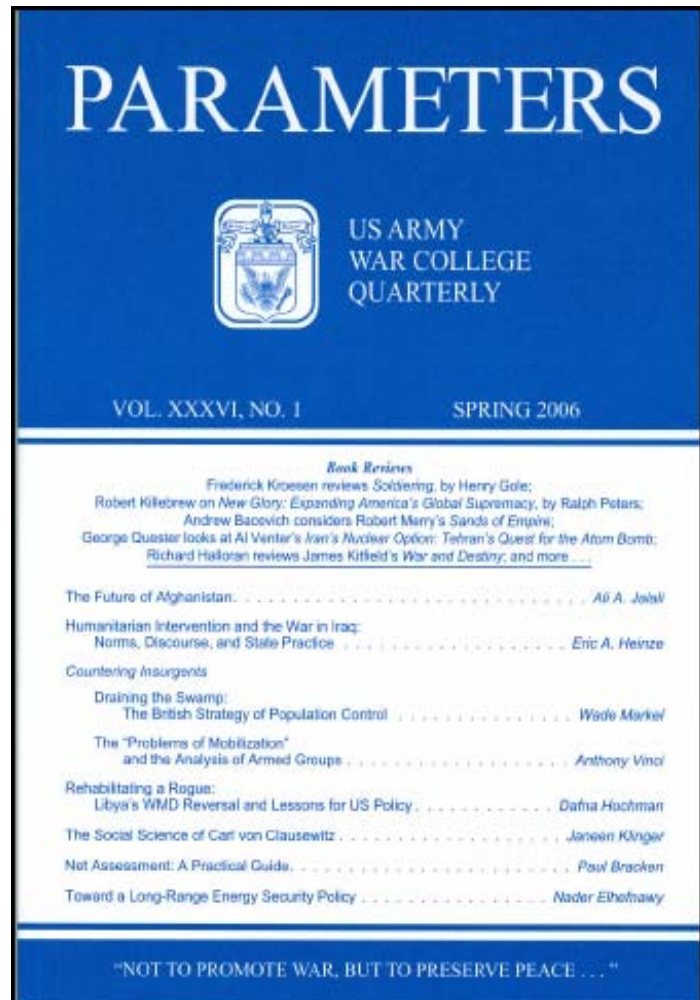 PARAMETERS
US ARMY
WAR COLLEGE
QUARTERLY
VOL. XXXVI, NO. 1 SPRING 2006
Book Reviews
Frederick Kroesen reviews Soldiering, by Henry Gole;
Robert Killebrew on New Glory: Expanding America's Global Supremacy, by Ralph Peters;
Andrew Bacevich considers Robert Merry's Sands of Empire;
George Quester looks at Al Venter's Iran's Nuclear Option: Tehran's Quest for the Atom Bomb;
Richard Halloran reviews James Kitfield's War and Destiny; and more . . .
The Future of Afghanistan. . . . . . . . . . . . . . . . . . . . . . . . . . . Ali A. Jalali
Humanitarian Intervention and the War in Iraq:
Norms, Discourse, and State Practice . . . . . . . . . . . . . . . . . . . Eric A. Heinze
Countering Insurgents
Draining the Swamp:
The British Strategy of Population Control . . . . . . . . . . . . . . . Wade Markel
The "Problems of Mobilization"
and the Analysis of Armed Groups . . . . . . . . . . . . . . . . . . . Anthony Vinci
Rehabilitating a Rogue:
Libya's WMD Reversal and Lessons for US Policy . . . . . . . . . . . Dafna Hochman
The Social Science of Carl von Clausewitz . . . . . . . . . . . . . . . . . Janeen Klinger
Net Assessment: A Practical Guide. . . . . . . . . . . . . . . . . . . . . . Paul Bracken
Toward a Long-Range Energy Security Policy . . . . . . . . . . . . . . . Nader Elhefnawy
"NOT TO PROMOTE WAR, BUT TO PRESERVE PEACE . . . "